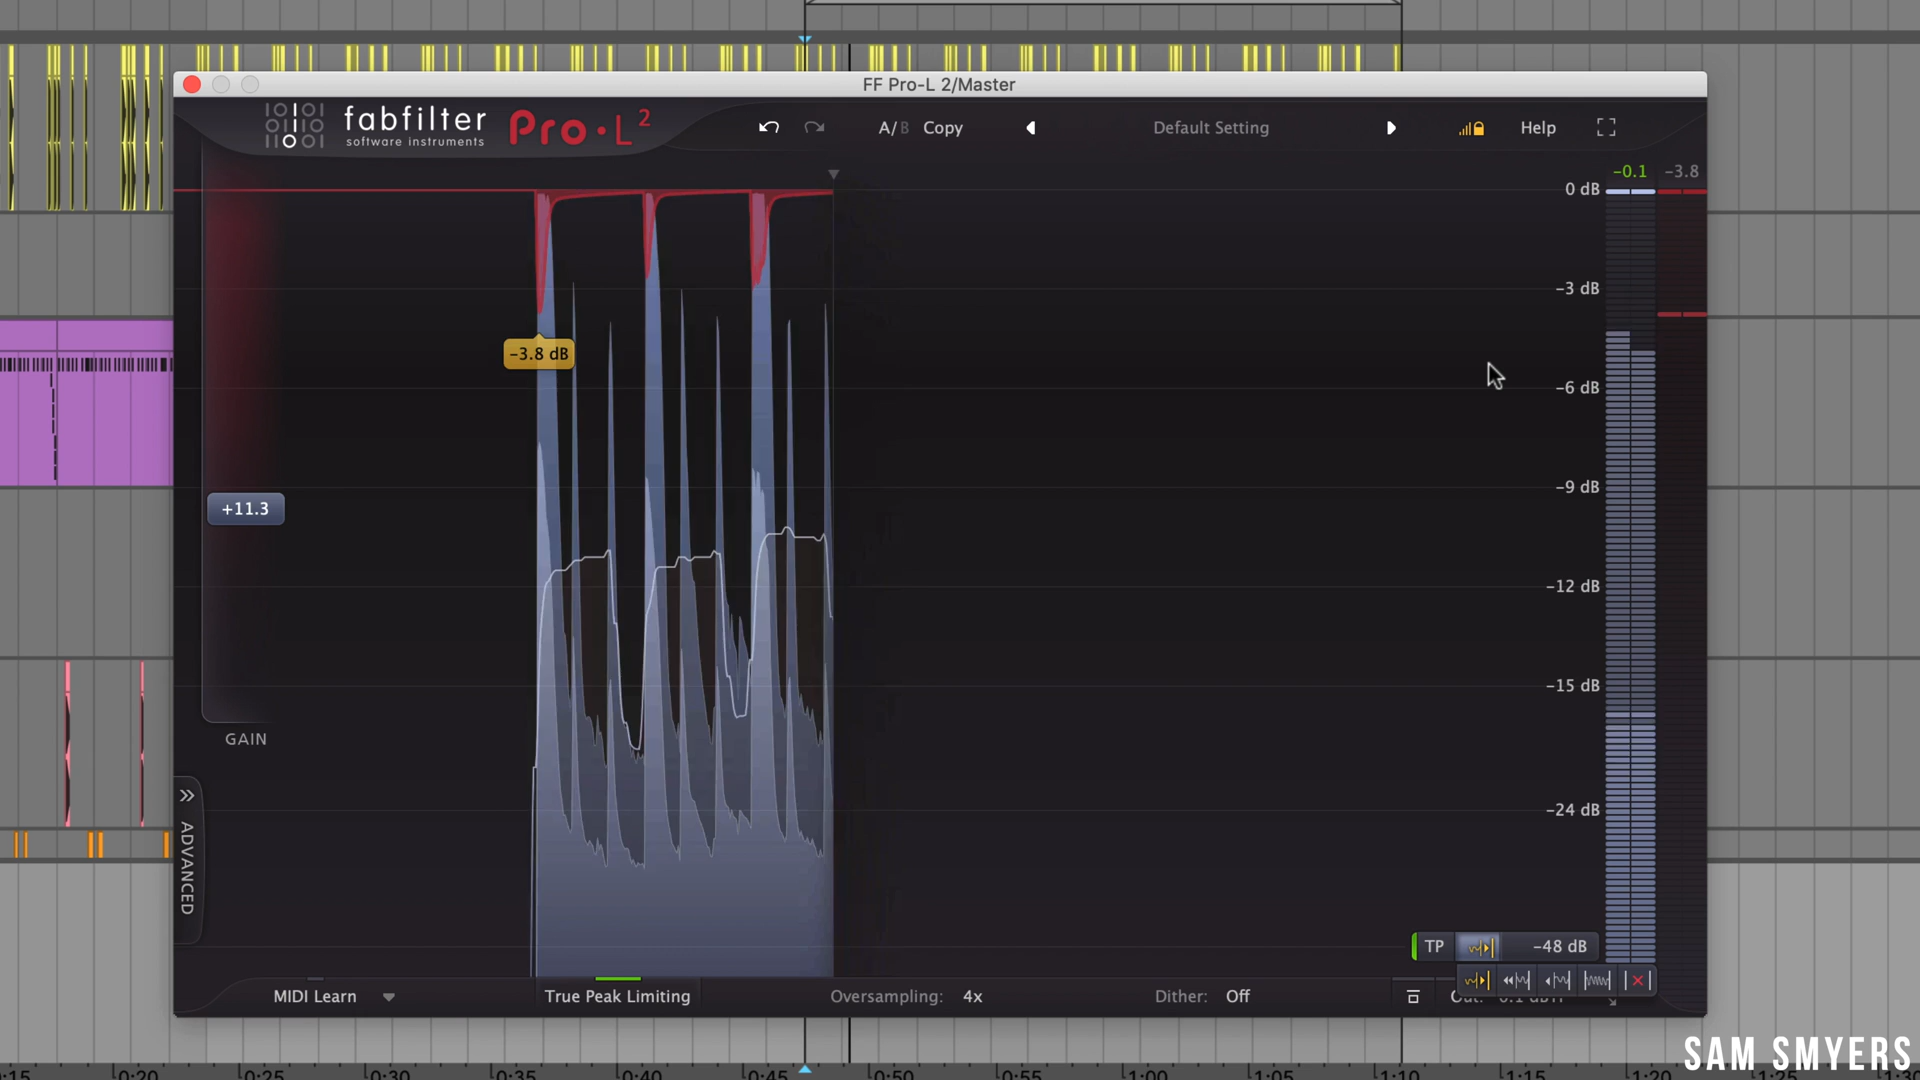 FF Pro-L 2/Master
fabfilter
software instruments
Pro·L 2
A/B Copy
Default Setting
Help
-0.1 -3.8
0 dB
-3 dB
-3.8 dB
-6 dB
-9 dB
+11.3
-12 dB
-15 dB
GAIN
-24 dB
ADVANCED
TP -48 dB
MIDI Learn
True Peak Limiting
Oversampling: 4x
Dither: Off
SAM SMYERS
0:20 0:25 0:30 0:35 0:40 0:45 0:50 0:55 1:00 1:05 1:10 1:15 1:20 1:25